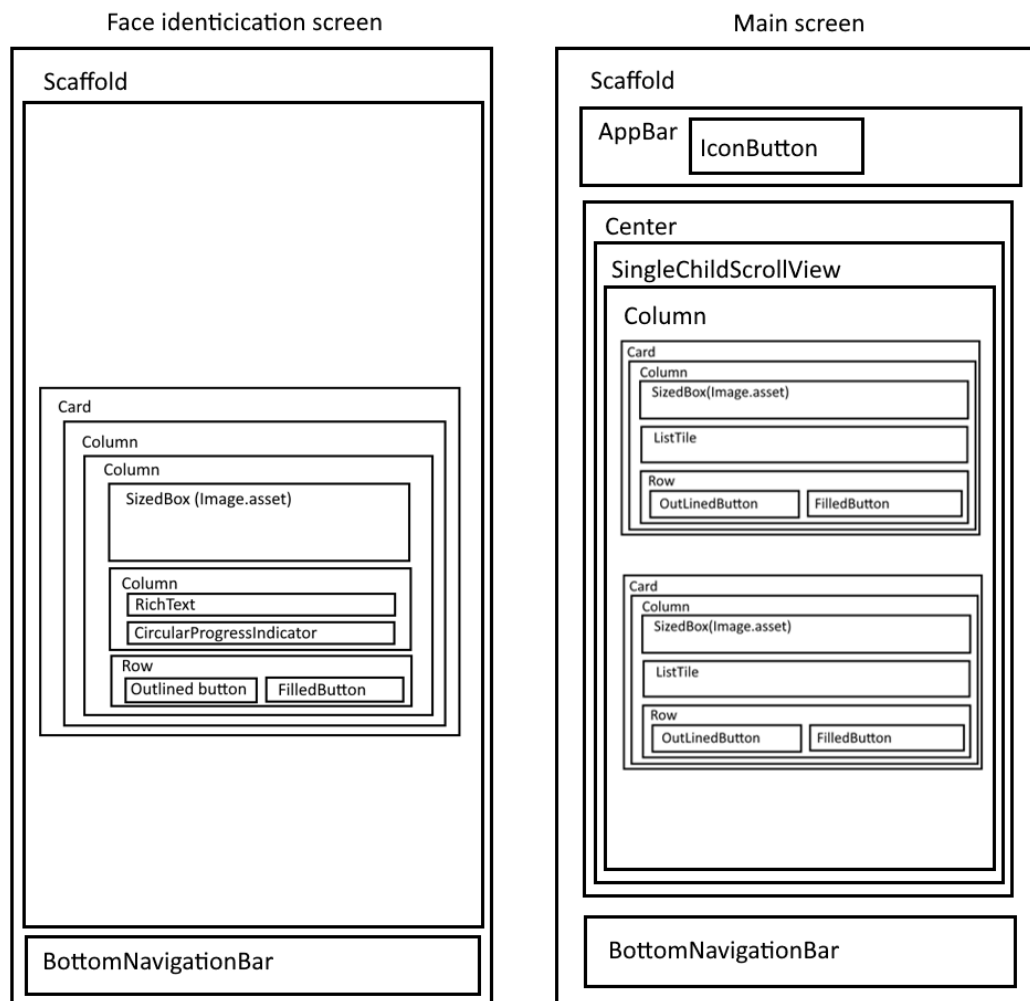 Face identicication screen
Scaffold
Card
Column
Column
SizedBox (Image.asset)
Column
RichText
CircularProgressIndicator
Row
Outlined button
FilledButton
BottomNavigationBar
Main screen
Scaffold
AppBar
IconButton
Center
SingleChildScrollView
Column
Card
Column
SizedBox(Image.asset)
ListTile
Row
OutLinedButton
FilledButton
Card
Column
SizedBox(Image.asset)
ListTile
Row
OutLinedButton
FilledButton
BottomNavigationBar